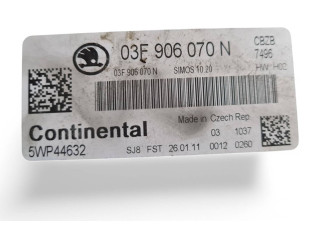 03F 906 070 N
CBZB
7495
03F 906 070 N SIMOS 10.20
HW: H02
Continental
Made in Czech Rep.
03 1037
5WP44632
SJ8 FST 26.01.11 0012 0260